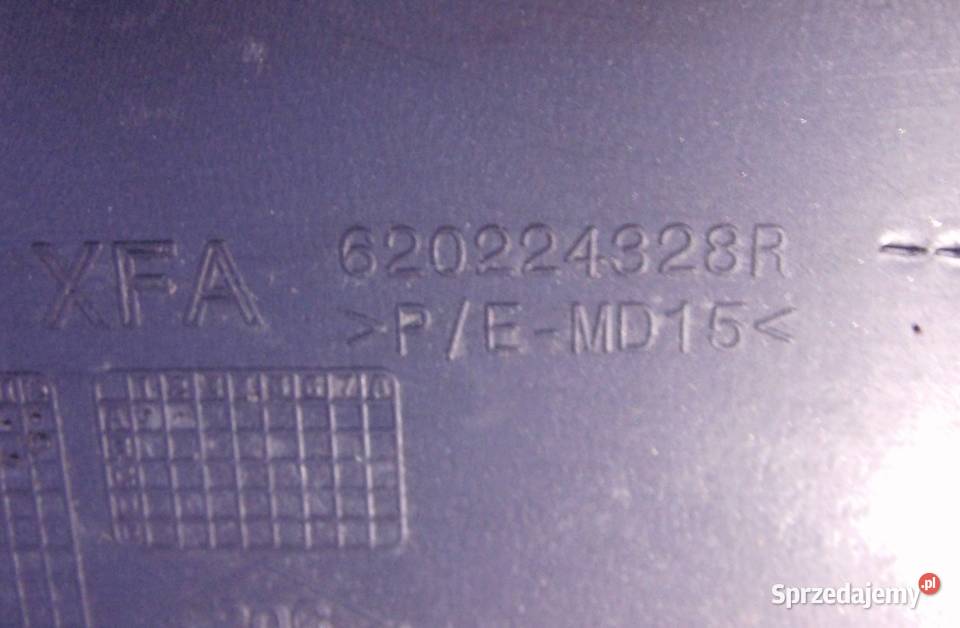 XFA
620224328R
>P/E-MD15<
Sprzedajemy.pl